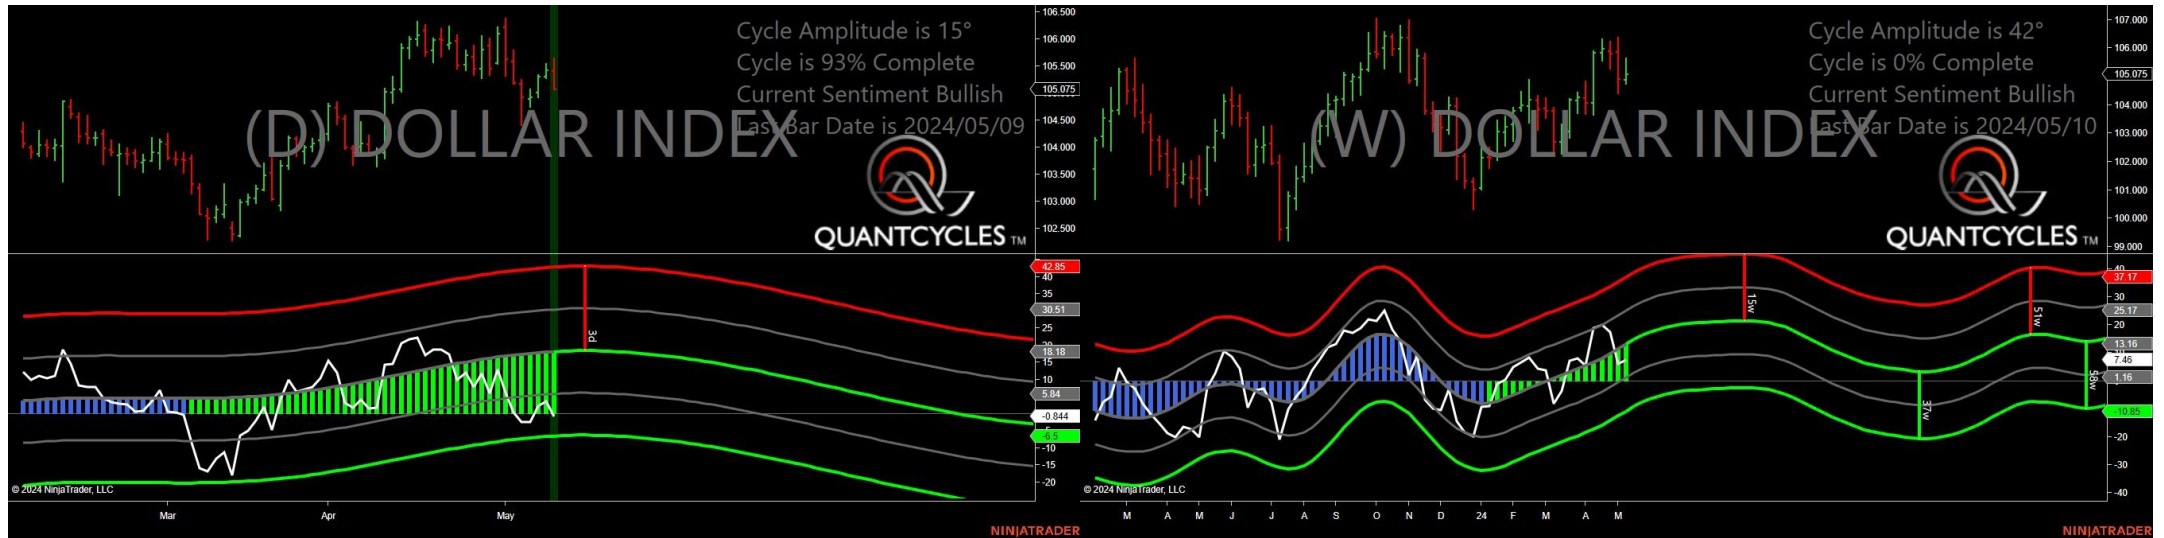 Cycle Amplitude is 15°
Cycle is 93% Complete
Current Sentiment Bullish
Last Bar Date is 2024/05/09
(D) DOLLAR INDEX
QUANTCYCLES TM
106.500
106.000
105.500
105.075
104.500
104.000
103.500
103.000
102.500
42.85
40
35
30.51
25
18.18
15
10
5.84
-0.844
-6.5
-10
-15
-20
3d
© 2024 NinjaTrader, LLC
Mar
Apr
May
NINJATRADER
Cycle Amplitude is 42°
Cycle is 0% Complete
Current Sentiment Bullish
Last Bar Date is 2024/05/10
(W) DOLLAR INDEX
QUANTCYCLES TM
107.000
106.000
105.075
104.000
103.000
102.000
101.000
100.000
99.000
40
37.17
30
25.17
20
13.16
7.46
1.16
-10.85
-20
-30
-40
15w
37w
51w
58w
© 2024 NinjaTrader, LLC
M A M J J A S O N D 24 F M A M
NINJATRADER